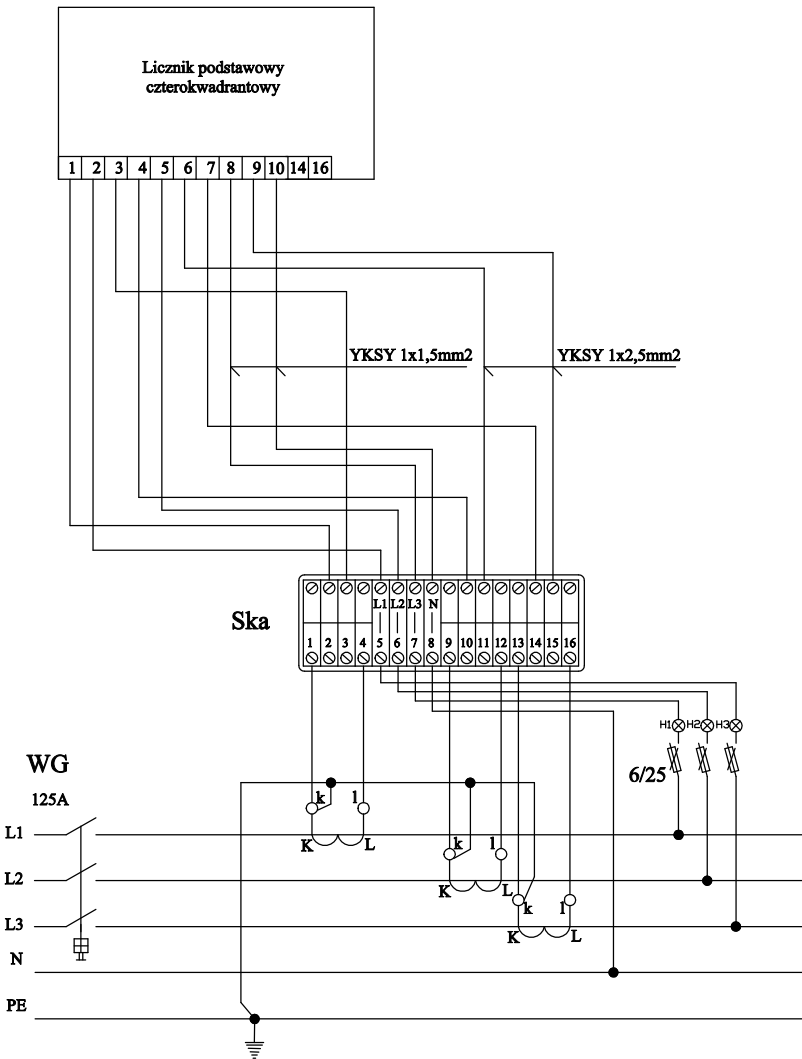 Licznik podstawowy
czterokwadrantowy
1 2 3 4 5 6 7 8 9 10 14 16
YKSY 1x1,5mm2
YKSY 1x2,5mm2
Ska
L1 L2 L3 N
1 2 3 4 5 6 7 8 9 10 11 12 13 14 15 16
H1 H2 H3
WG
6/25
125A
k l
L1
K L
k l
L2
K L
k l
L3
K L
N
PE